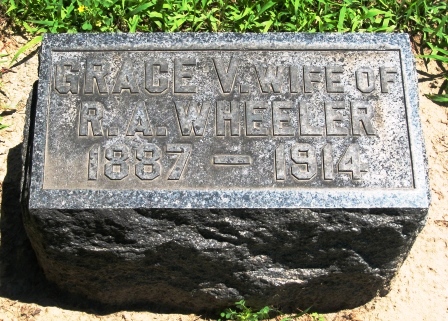 GRACE V. WIFE OF
R. A. WHEELER
1887 — 1914